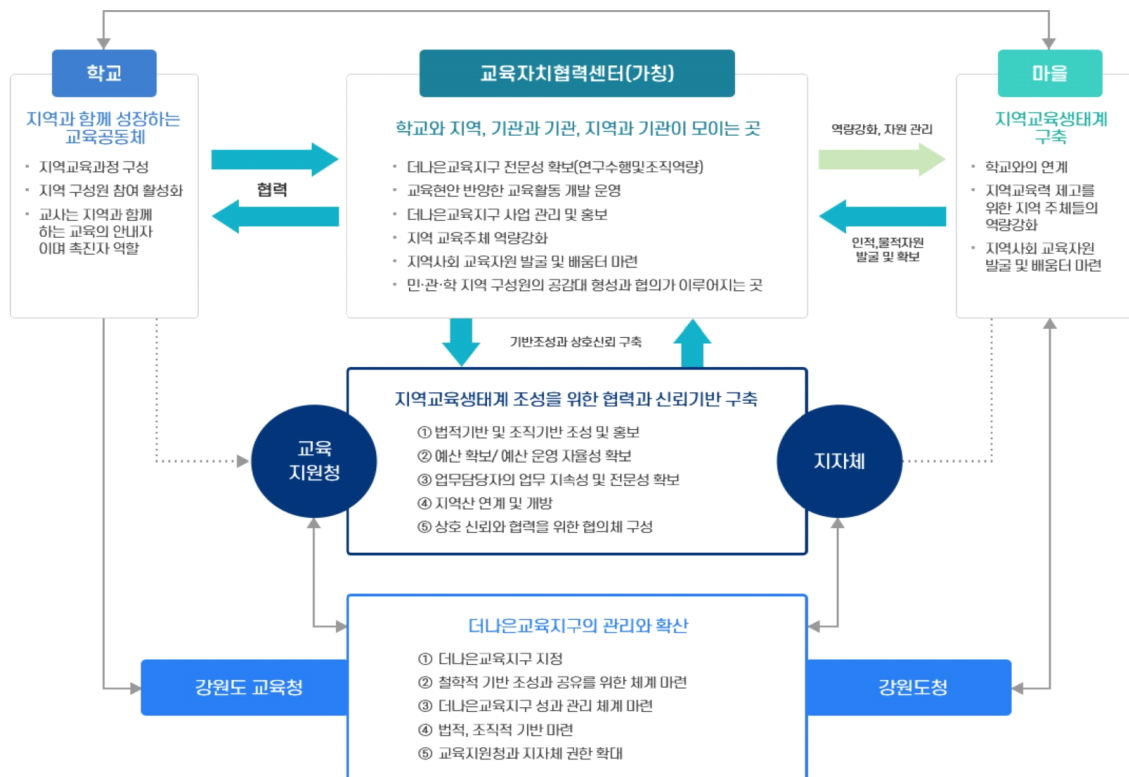 학교
지역과 함께 성장하는
교육공동체
· 지역교육과정 구성
· 지역 구성원 참여 활성화
· 교사는 지역과 함께
하는 교육의 안내자
이며 촉진자 역할
협력
교육자치협력센터(가칭)
학교와 지역, 기관과 기관, 지역과 기관이 모이는 곳
· 더나은교육지구 전문성 확보(연구수행및조직역량)
· 교육현안 반양한 교육활동 개발 운영
· 더나은교육지구 사업 관리 및 홍보
· 지역 교육주체 역량강화
· 지역사회 교육자원 발굴 및 배움터 마련
· 민·관·학 지역 구성원의 공감대 형성과 협의가 이루어지는 곳
역량강화, 자원 관리
인적,물적자원
발굴 및 확보
마을
지역교육생태계
구축
· 학교와의 연계
· 지역교육력 제고를
위한 지역 주체들의
역량강화
· 지역사회 교육자원
발굴 및 배움터 마련
기반조성과 상호신뢰 구축
교육
지원청
지역교육생태계 조성을 위한 협력과 신뢰기반 구축
① 법적기반 및 조직기반 조성 및 홍보
② 예산 확보/ 예산 운영 자율성 확보
③ 업무담당자의 업무 지속성 및 전문성 확보
④ 지역산 연계 및 개방
⑤ 상호 신뢰와 협력을 위한 협의체 구성
지자체
강원도 교육청
더나은교육지구의 관리와 확산
① 더나은교육지구 지정
② 철학적 기반 조성과 공유를 위한 체계 마련
③ 더나은교육지구 성과 관리 체계 마련
④ 법적, 조직적 기반 마련
⑤ 교육지원청과 지자체 권한 확대
강원도청